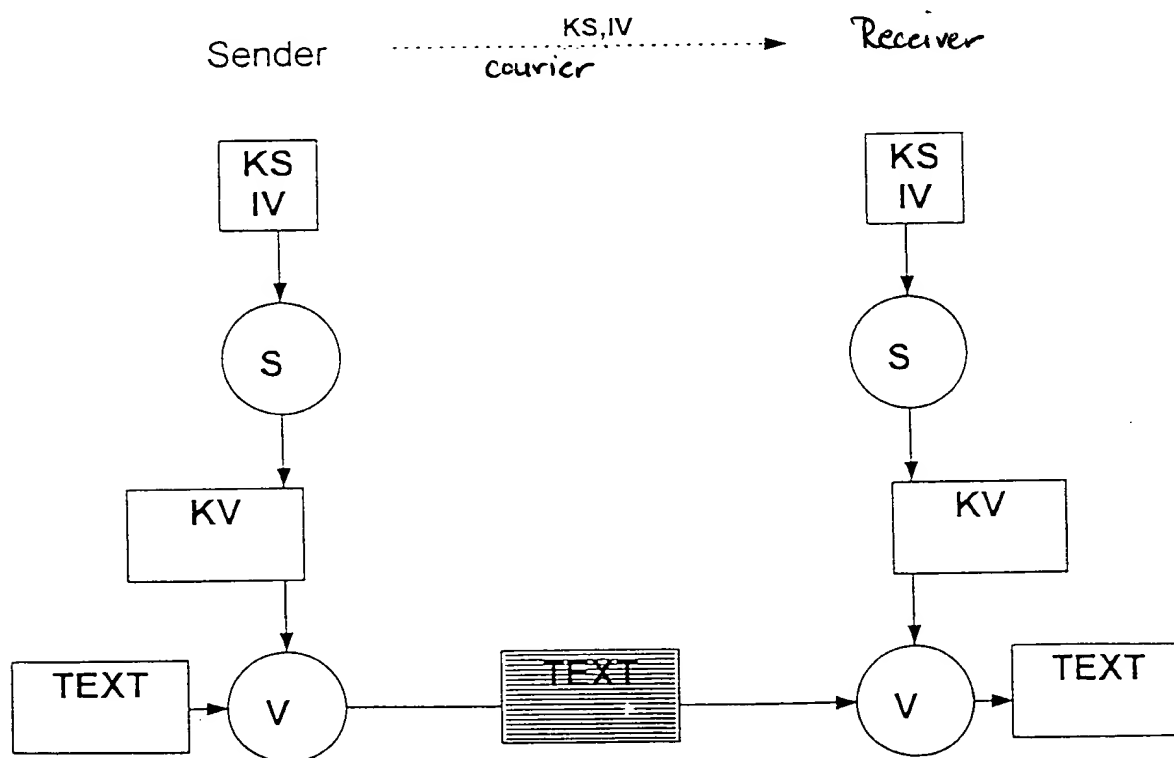 KS,IV
Sender
Receiver
courier
KS
IV
KS
IV
S
S
KV
KV
TEXT
V
TEXT
V
TEXT